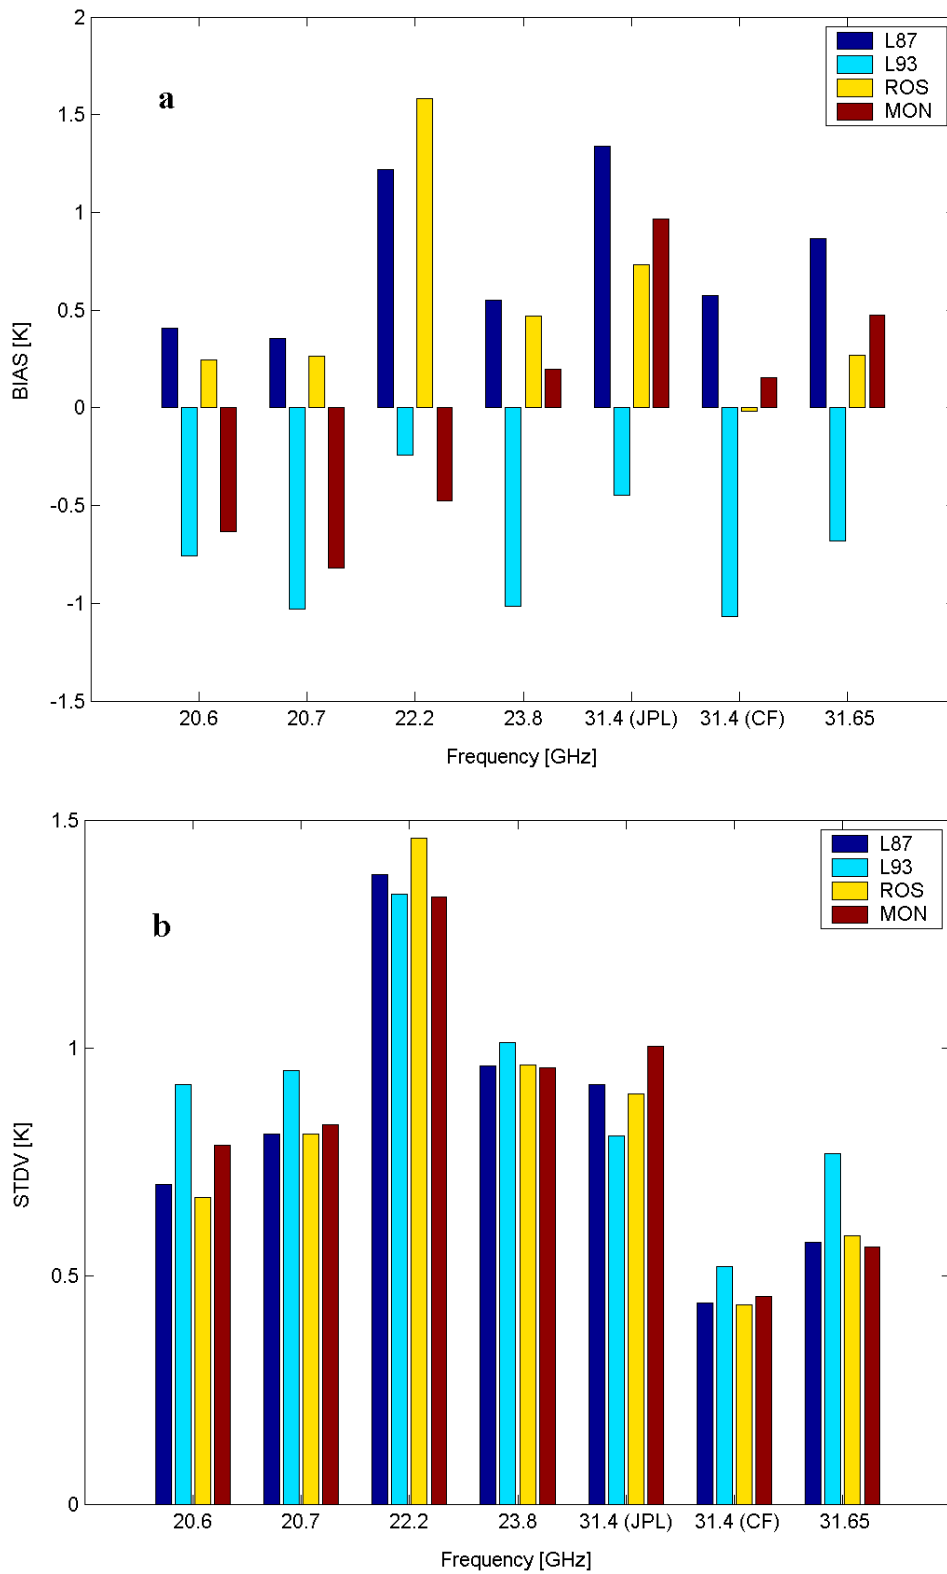 a
L87
L93
ROS
MON
2
1.5
1
0.5
0
-0.5
-1
-1.5
BIAS [K]
20.6 20.7 22.2 23.8 31.4 (JPL) 31.4 (CF) 31.65
Frequency [GHz]
b
L87
L93
ROS
MON
1.5
1
0.5
0
STDV [K]
20.6 20.7 22.2 23.8 31.4 (JPL) 31.4 (CF) 31.65
Frequency [GHz]